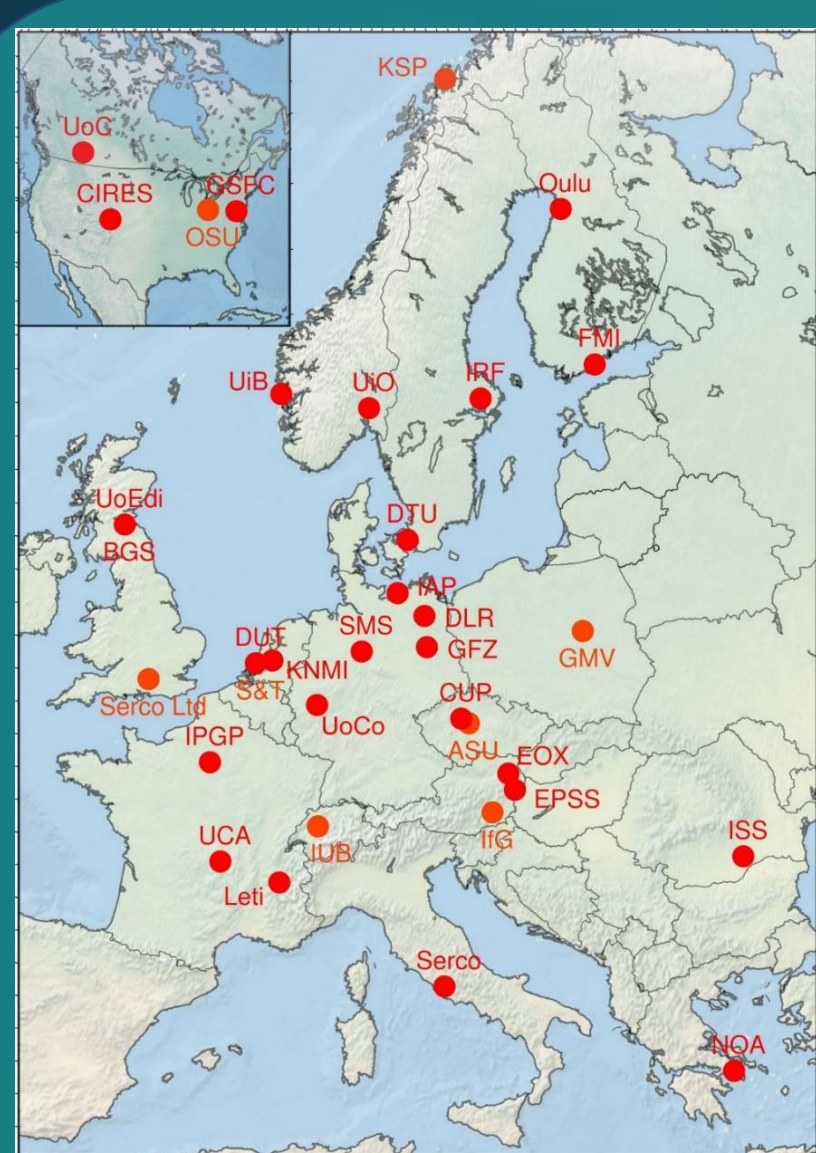 KSP
UoC
CIRES
GSFC
OSU
Oulu
FMI
UiB
UiO
IRF
UoEdi
BGS
DTU
IAP
DLR
SMS
GFZ
GMV
DUT
KNMI
S&T
Serco Ltd
CUP
UoCo
ASU
IPGP
EOX
EPSS
UCA
IUB
IfG
ISS
Leti
Serco
NOA